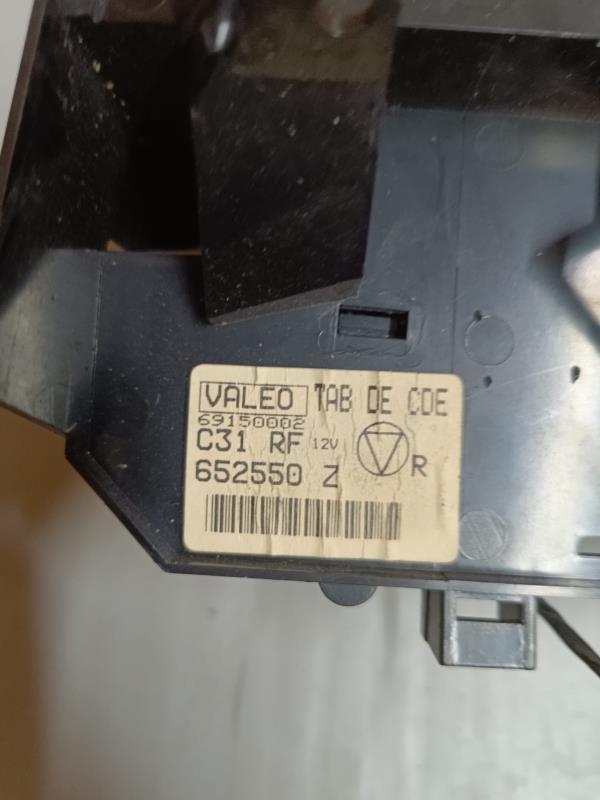 VALEO TAB DE CDE
69150002
C31 RF 12V
652550 Z R